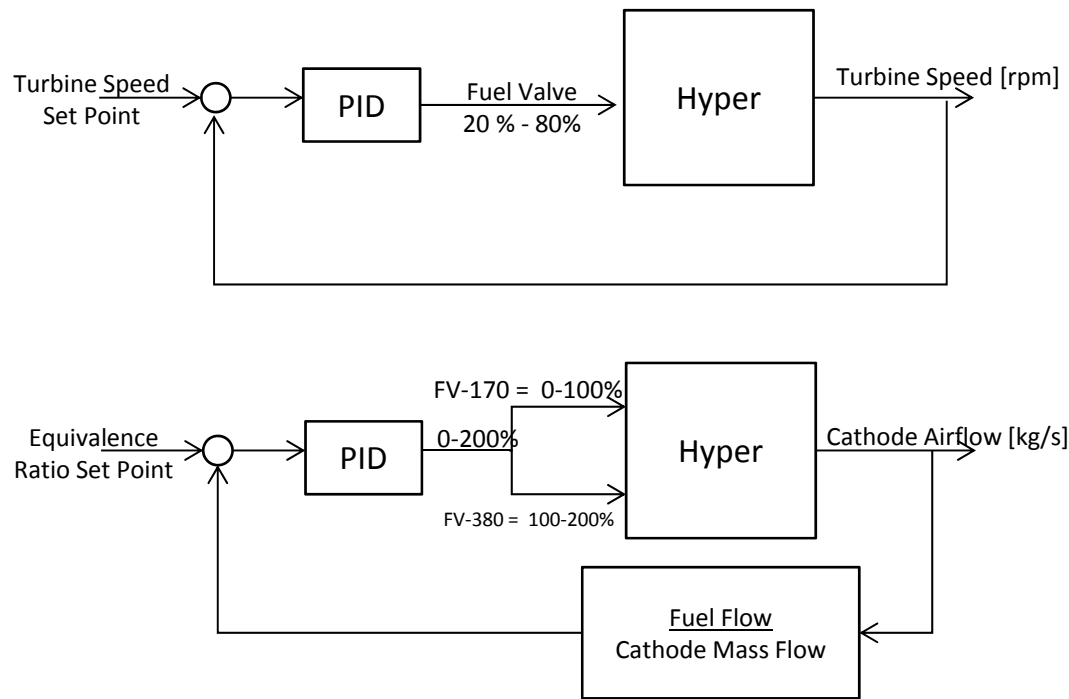 Turbine Speed
Set Point
PID
Fuel Valve
20 % - 80%
Hyper
Turbine Speed [rpm]
Equivalence
Ratio Set Point
PID
0-200%
FV-170 =  0-100%
FV-380 =  100-200%
Hyper
Cathode Airflow [kg/s]
Fuel Flow
Cathode Mass Flow